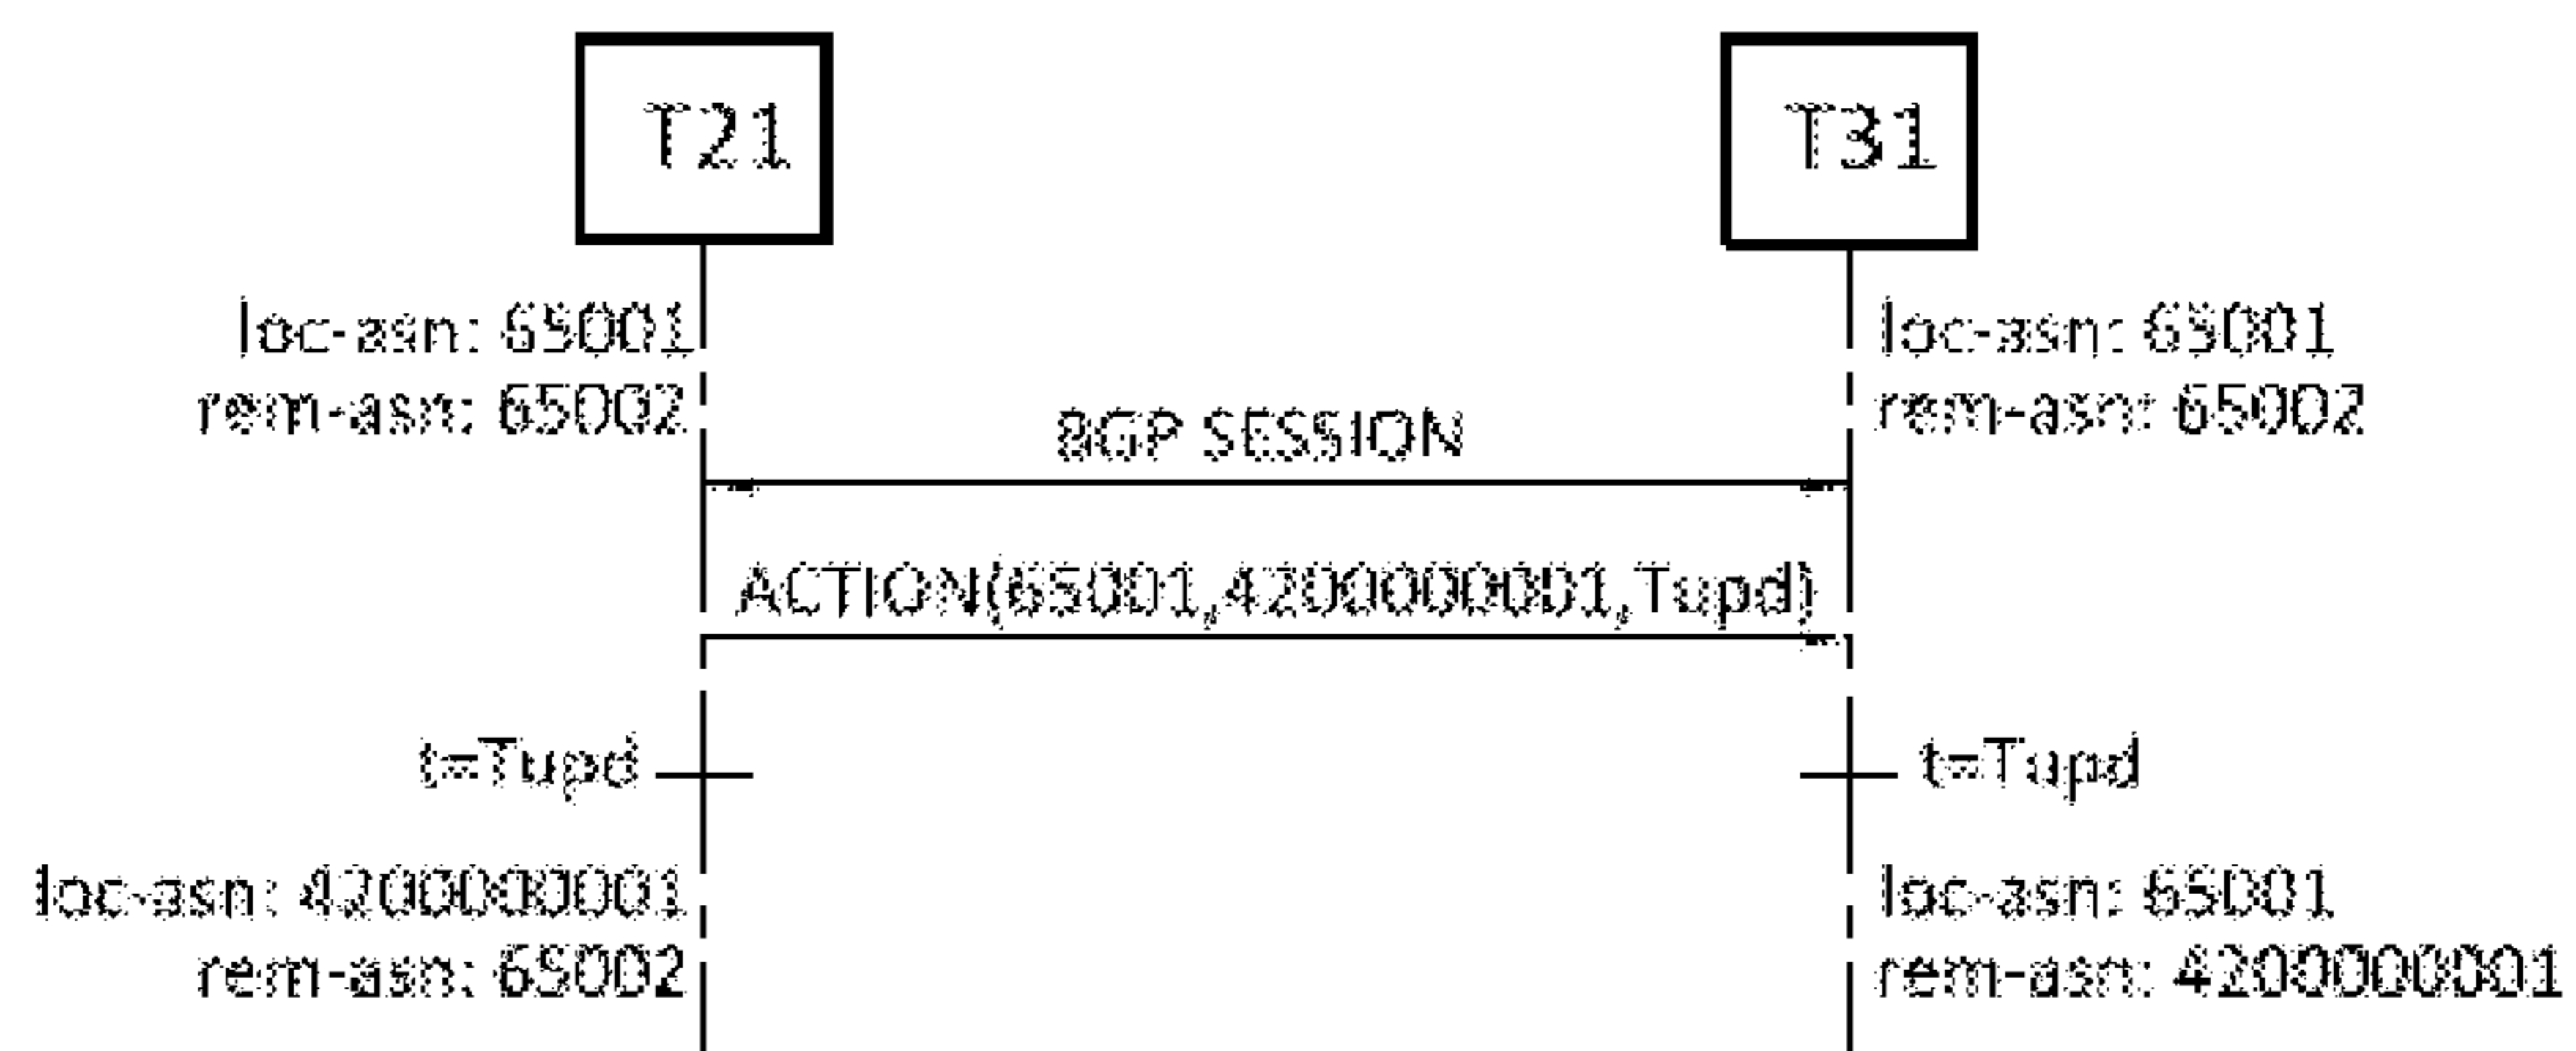 T21
T31
loc-asn: 65001
rem-asn: 65002
loc-asn: 65001
rem-asn: 65002
BGP SESSION
ACTION(65001,4200000001,Tupd)
t=Tupd
t=Tupd
loc-asn: 4200000001
rem-asn: 65002
loc-asn: 65001
rem-asn: 4200000001